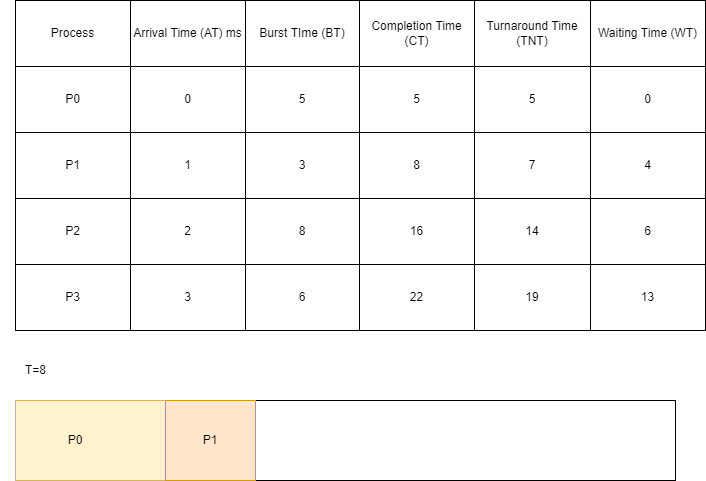 Process Arrival Time (AT) ms Burst TIme (BT) Completion Time (CT) Turnaround Time (TNT) Waiting Time (WT)
P0 0 5 5 5 0
P1 1 3 8 7 4
P2 2 8 16 14 6
P3 3 6 22 19 13
T=8
P0 P1